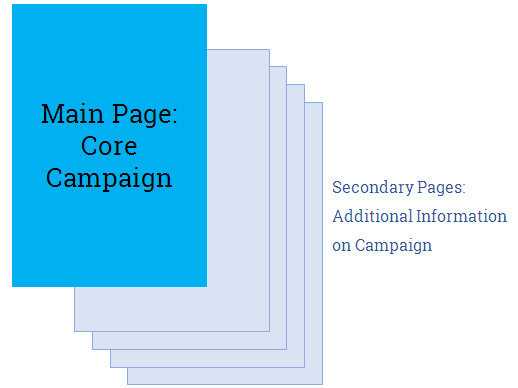 Main Page:
Core
Campaign
Secondary Pages:
Additional Information
on Campaign